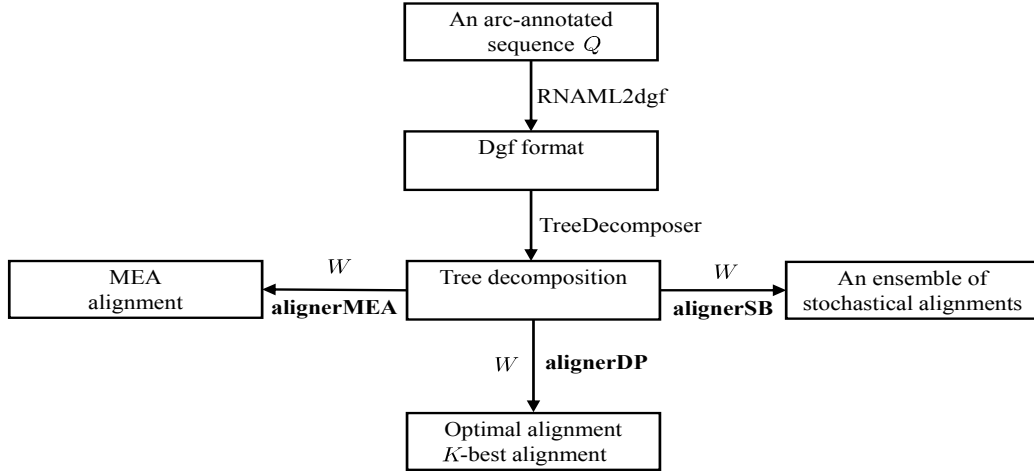 An arc-annotated
sequence Q
RNAML2dgf
Dgf format
TreeDecomposer
MEA
alignment
W
alignerMEA
Tree decomposition
W
alignerSB
An ensemble of
stochastical alignments
W
alignerDP
Optimal alignment
K-best alignment